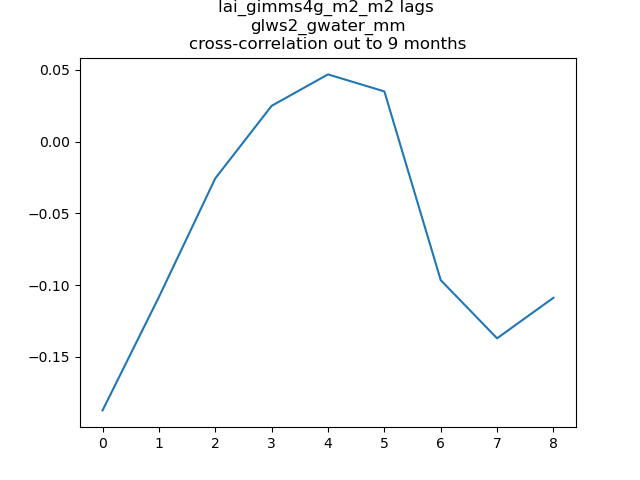 lai_gimms4g_m2_m2 lags
glws2_gwater_mm
cross-correlation out to 9 months
0.05
0.00
−0.05
−0.10
−0.15
0 1 2 3 4 5 6 7 8